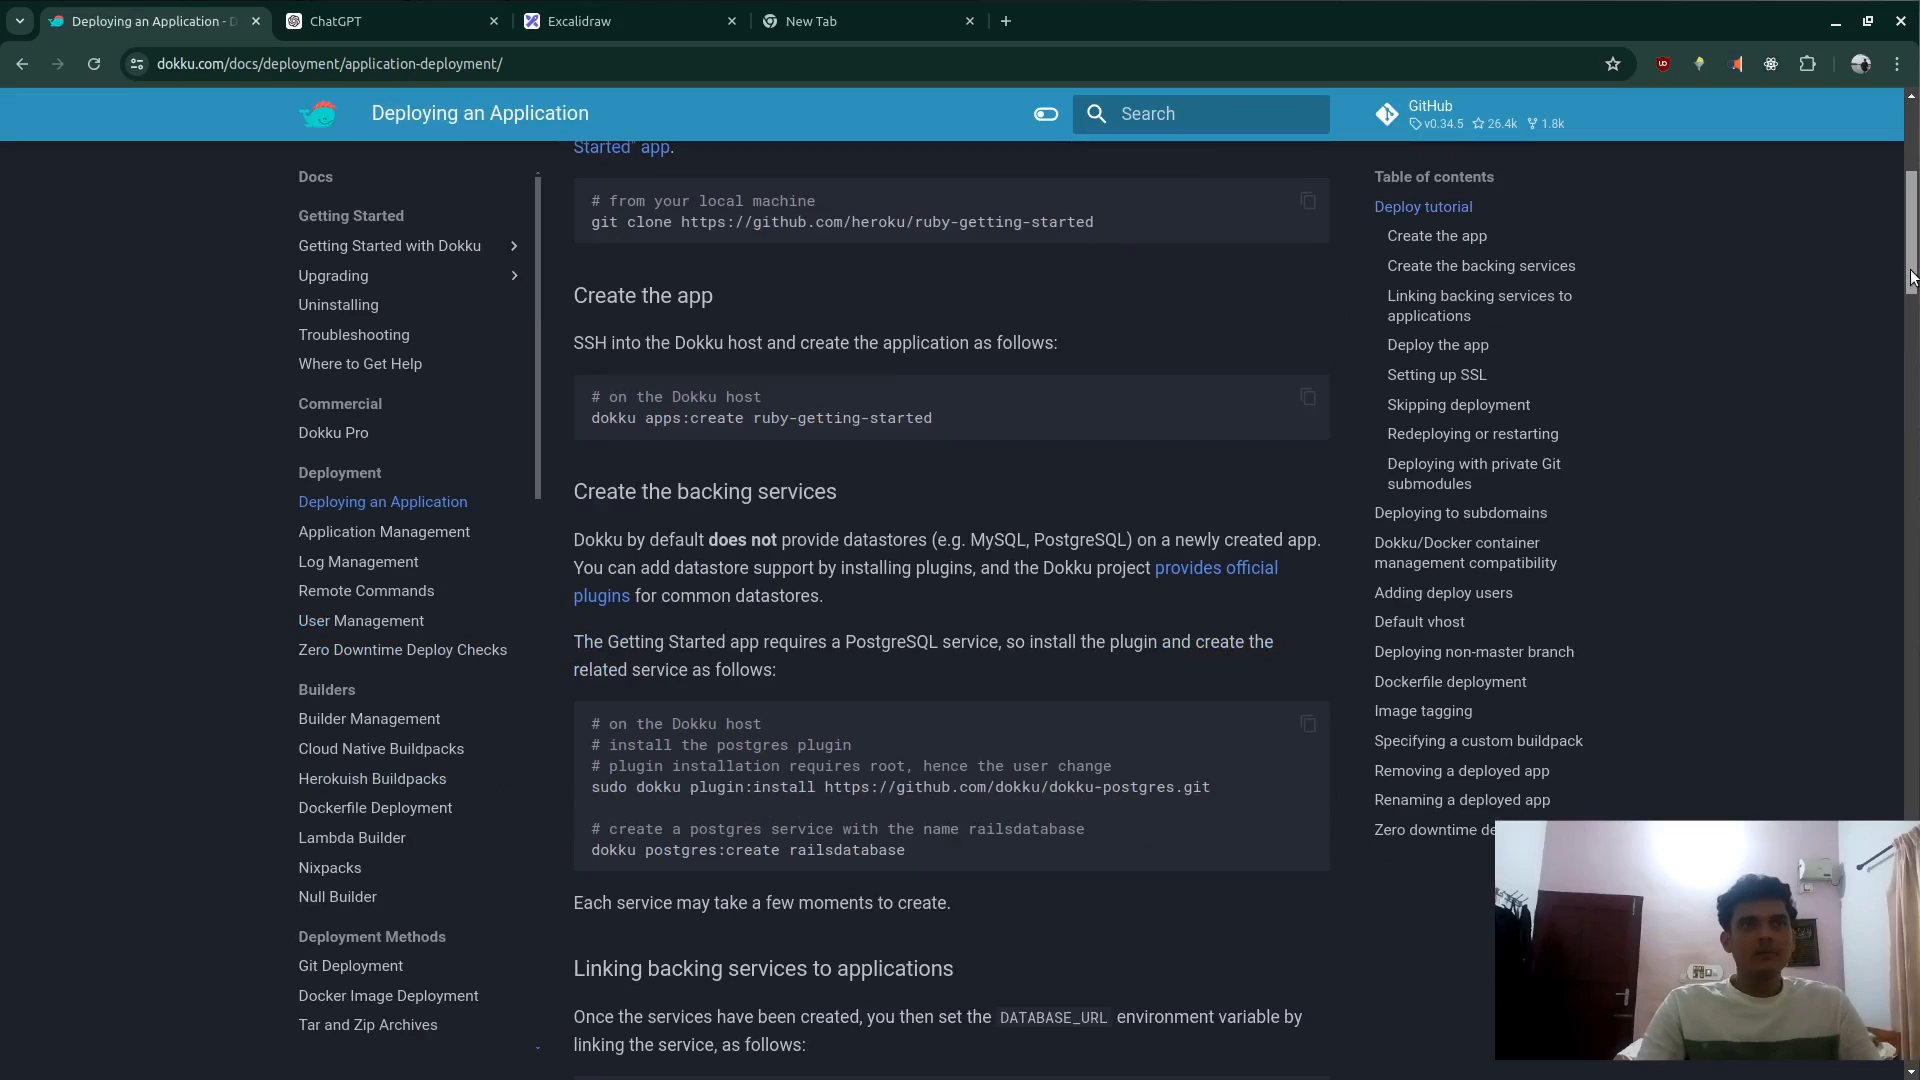 Deploying an Application - D
ChatGPT
Excalidraw
New Tab
dokku.com/docs/deployment/application-deployment/
Deploying an Application
Search
GitHub
v0.34.5 26.4k 1.8k
Docs
Getting Started
Getting Started with Dokku
Upgrading
Uninstalling
Troubleshooting
Where to Get Help
Commercial
Dokku Pro
Deployment
Deploying an Application
Application Management
Log Management
Remote Commands
User Management
Zero Downtime Deploy Checks
Builders
Builder Management
Cloud Native Buildpacks
Herokuish Buildpacks
Dockerfile Deployment
Lambda Builder
Nixpacks
Null Builder
Deployment Methods
Git Deployment
Docker Image Deployment
Tar and Zip Archives
Started" app.
# from your local machine
git clone https://github.com/heroku/ruby-getting-started
Create the app
SSH into the Dokku host and create the application as follows:
# on the Dokku host
dokku apps:create ruby-getting-started
Create the backing services
Dokku by default does not provide datastores (e.g. MySQL, PostgreSQL) on a newly created app.
You can add datastore support by installing plugins, and the Dokku project provides official
plugins for common datastores.
The Getting Started app requires a PostgreSQL service, so install the plugin and create the
related service as follows:
# on the Dokku host
# install the postgres plugin
# plugin installation requires root, hence the user change
sudo dokku plugin:install https://github.com/dokku/dokku-postgres.git
# create a postgres service with the name railsdatabase
dokku postgres:create railsdatabase
Each service may take a few moments to create.
Linking backing services to applications
Once the services have been created, you then set the DATABASE_URL environment variable by
linking the service, as follows:
Table of contents
Deploy tutorial
Create the app
Create the backing services
Linking backing services to
applications
Deploy the app
Setting up SSL
Skipping deployment
Redeploying or restarting
Deploying with private Git
submodules
Deploying to subdomains
Dokku/Docker container
management compatibility
Adding deploy users
Default vhost
Deploying non-master branch
Dockerfile deployment
Image tagging
Specifying a custom buildpack
Removing a deployed app
Renaming a deployed app
Zero downtime de